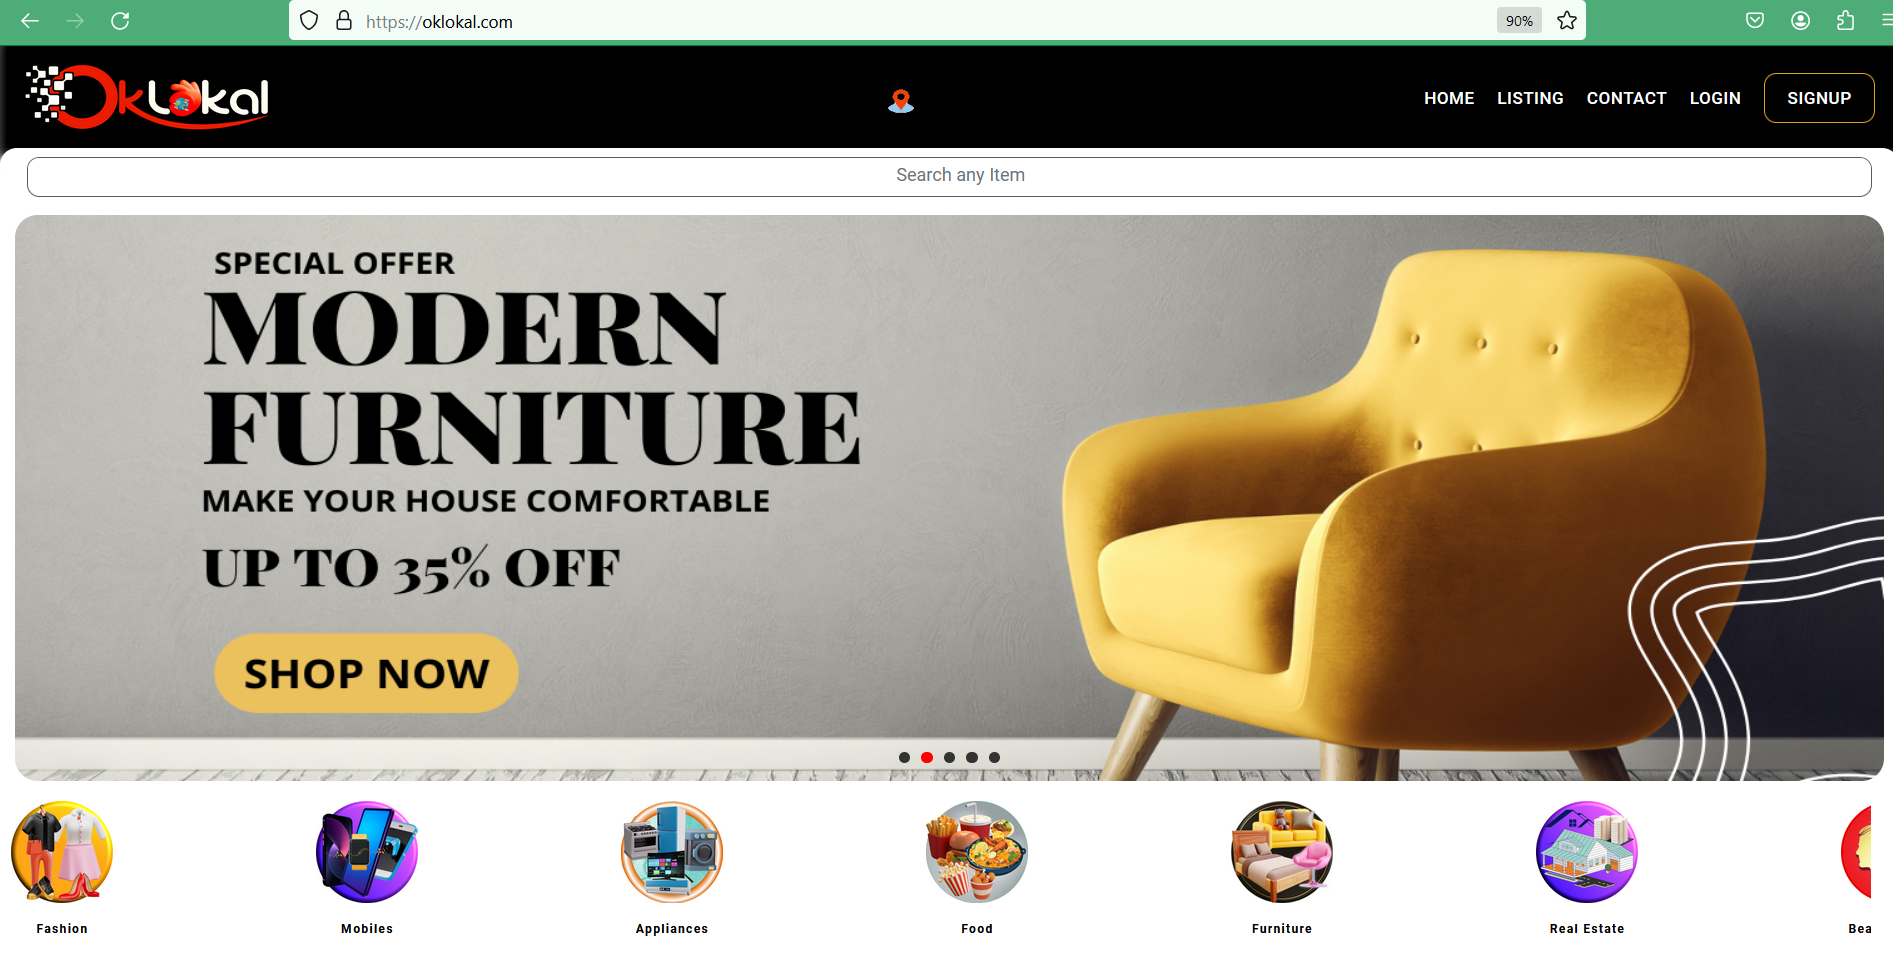 https://oklokal.com
90%
OkLokal
HOME LISTING CONTACT LOGIN SIGNUP
Search any Item
SPECIAL OFFER
MODERN
FURNITURE
MAKE YOUR HOUSE COMFORTABLE
UP TO 35% OFF
SHOP NOW
Fashion Mobiles Appliances Food Furniture Real Estate Bea